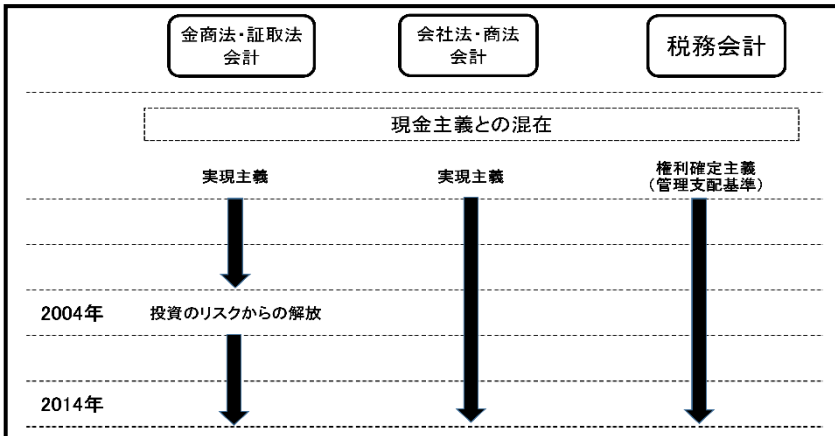 金商法・証取法
会計
会社法・商法
会計
税務会計
現金主義との混在
実現主義
実現主義
権利確定主義
(管理支配基準)
2004年
投資のリスクからの解放
2014年